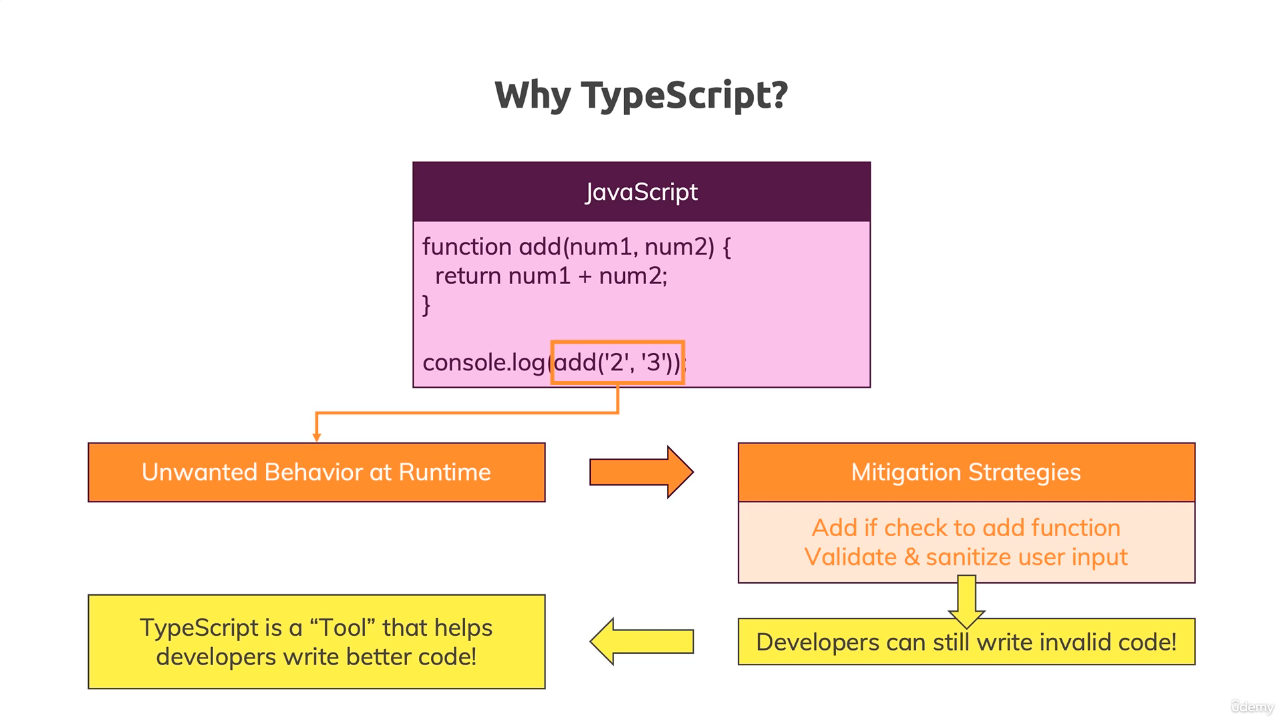 Why TypeScript?
JavaScript
function add(num1, num2) {
  return num1 + num2;
}
console.log(add('2', '3'));
Unwanted Behavior at Runtime
Mitigation Strategies
Add if check to add function
Validate & sanitize user input
Developers can still write invalid code!
TypeScript is a “Tool” that helps
developers write better code!
udemy